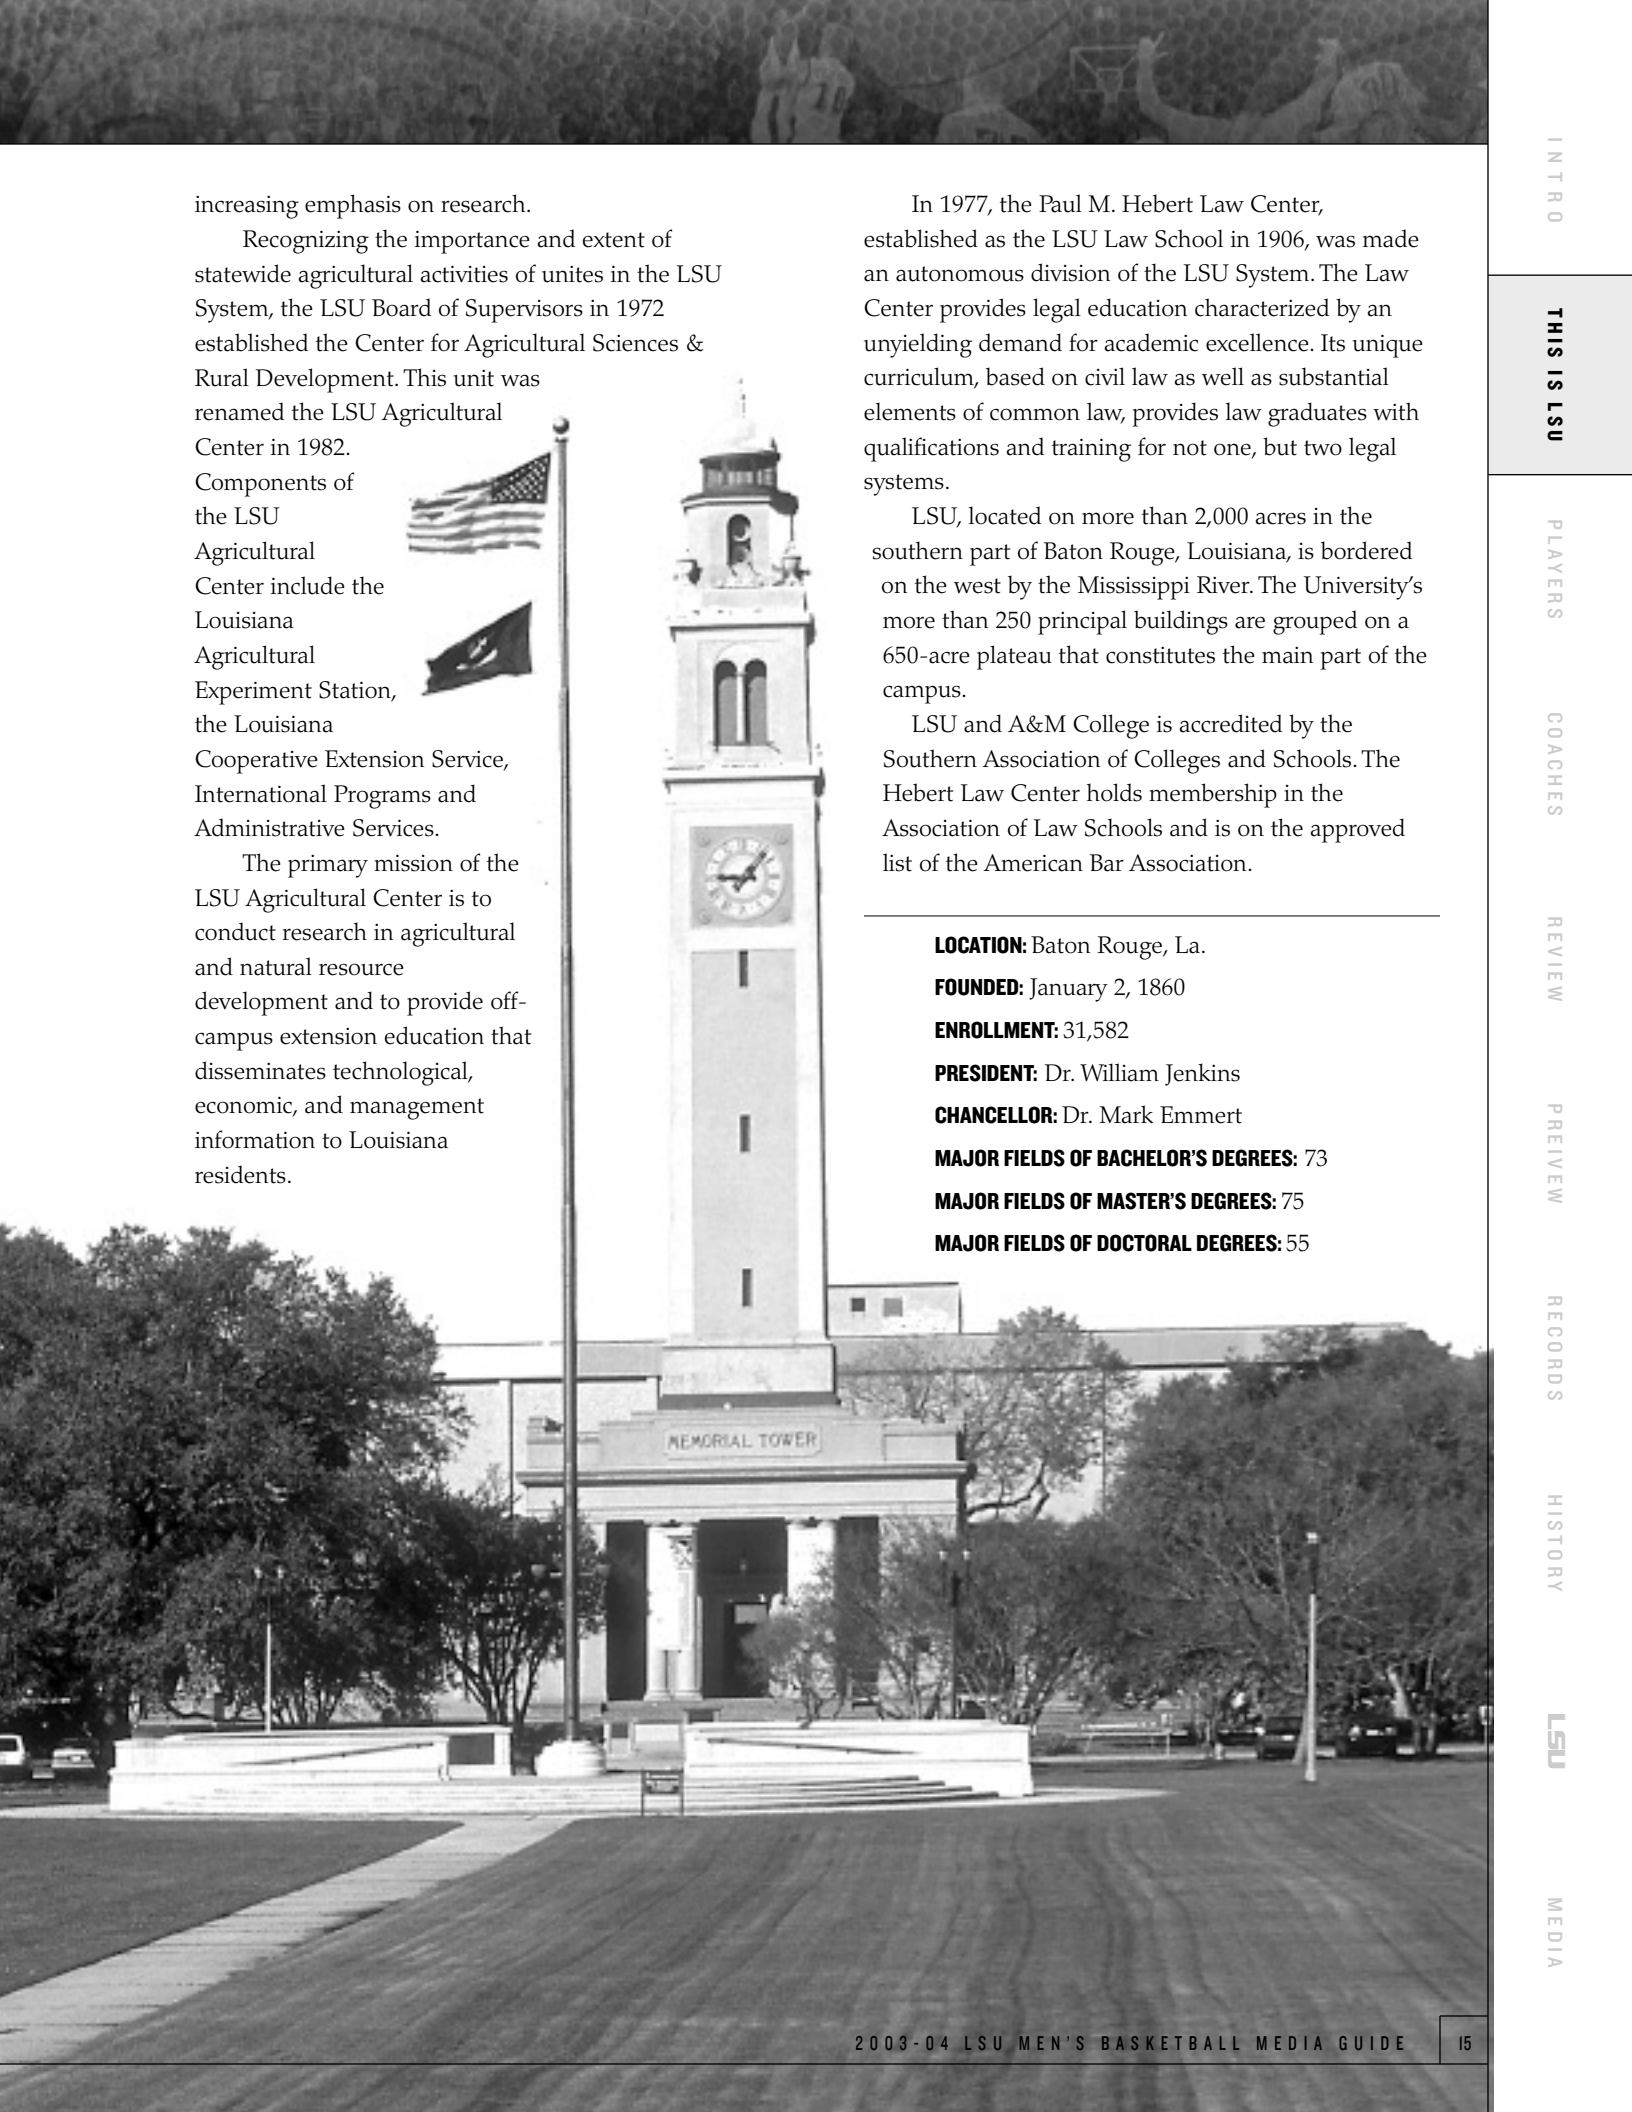 increasing emphasis on research.
Recognizing the importance and extent of
statewide agricultural activities of unites in the LSU
System, the LSU Board of Supervisors in 1972
established the Center for Agricultural Sciences &
Rural Development. This unit was
renamed the LSU Agricultural
Center in 1982.
Components of
the LSU
Agricultural
Center include the
Louisiana
Agricultural
Experiment Station,
the Louisiana
Cooperative Extension Service,
International Programs and
Administrative Services.
The primary mission of the
LSU Agricultural Center is to
conduct research in agricultural
and natural resource
development and to provide off-
campus extension education that
disseminates technological,
economic, and management
information to Louisiana
residents.
In 1977, the Paul M. Hebert Law Center,
established as the LSU Law School in 1906, was made
an autonomous division of the LSU System. The Law
Center provides legal education characterized by an
unyielding demand for academic excellence. Its unique
curriculum, based on civil law as well as substantial
elements of common law, provides law graduates with
qualifications and training for not one, but two legal
systems.
LSU, located on more than 2,000 acres in the
southern part of Baton Rouge, Louisiana, is bordered
on the west by the Mississippi River. The University’s
more than 250 principal buildings are grouped on a
650-acre plateau that constitutes the main part of the
campus.
LSU and A&M College is accredited by the
Southern Association of Colleges and Schools. The
Hebert Law Center holds membership in the
Association of Law Schools and is on the approved
list of the American Bar Association.
LOCATION: Baton Rouge, La.
FOUNDED: January 2, 1860
ENROLLMENT: 31,582
PRESIDENT: Dr. William Jenkins
CHANCELLOR: Dr. Mark Emmert
MAJOR FIELDS OF BACHELOR’S DEGREES: 73
MAJOR FIELDS OF MASTER’S DEGREES: 75
MAJOR FIELDS OF DOCTORAL DEGREES: 55
MEMORIAL TOWER
2003-04 LSU MEN’S BASKETBALL MEDIA GUIDE
15
INTRO
THIS IS LSU
PLAYERS
COACHES
REVIEW
PREIVEW
RECORDS
HISTORY
LSU
MEDIA